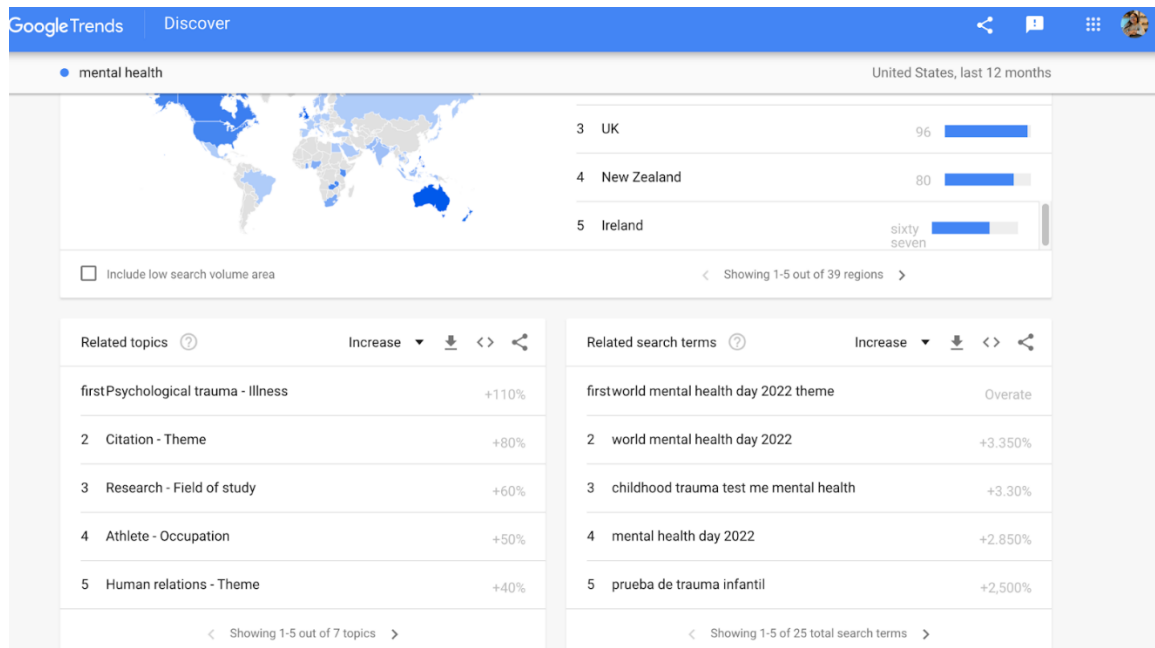 Google Trends Discover
mental health United States, last 12 months
3 UK 96
4 New Zealand 80
5 Ireland sixty seven
Include low search volume area
Showing 1-5 out of 39 regions
Related topics Increase
firstPsychological trauma - Illness +110%
2 Citation - Theme +80%
3 Research - Field of study +60%
4 Athlete - Occupation +50%
5 Human relations - Theme +40%
Showing 1-5 out of 7 topics
Related search terms Increase
firstworld mental health day 2022 theme Overate
2 world mental health day 2022 +3.350%
3 childhood trauma test me mental health +3.30%
4 mental health day 2022 +2.850%
5 prueba de trauma infantil +2,500%
Showing 1-5 of 25 total search terms